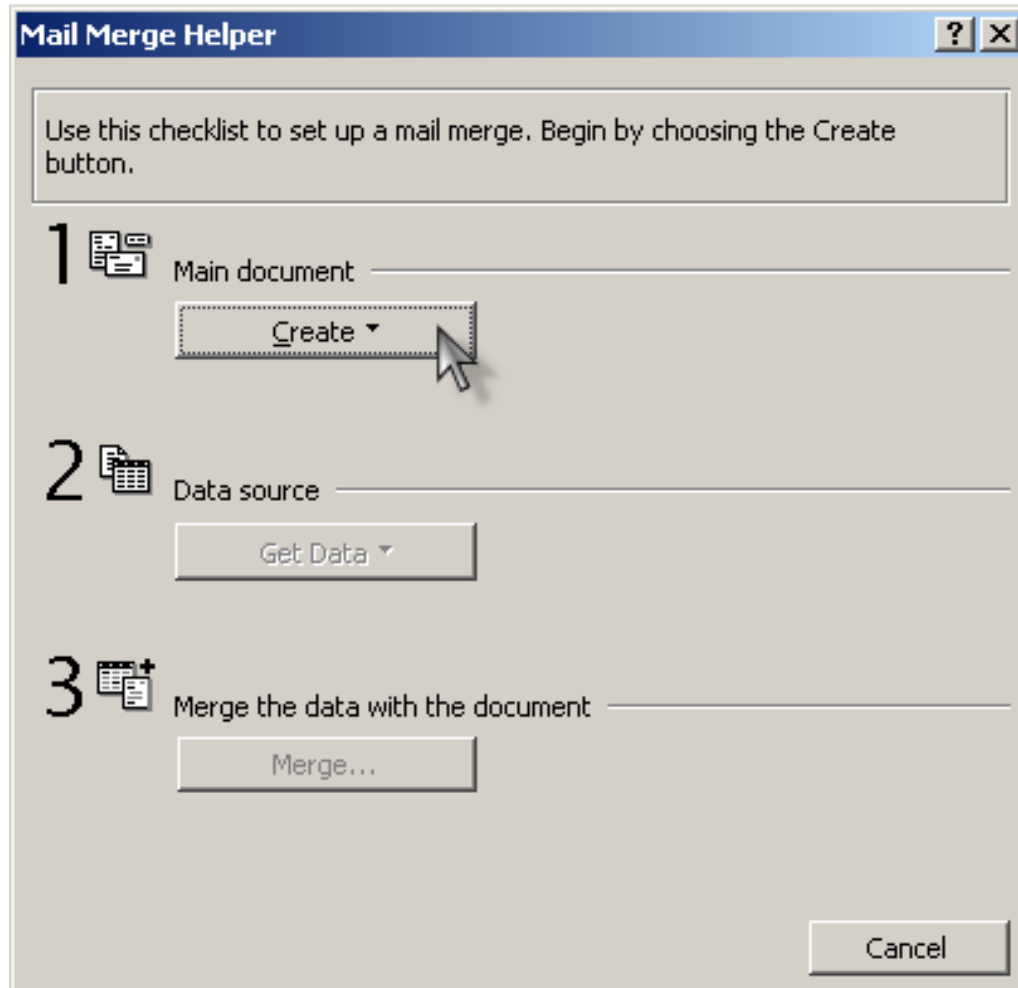 Mail Merge Helper
Use this checklist to set up a mail merge. Begin by choosing the Create
button.
1
Main document
Create
2
Data source
Get Data
3
Merge the data with the document
Merge...
Cancel